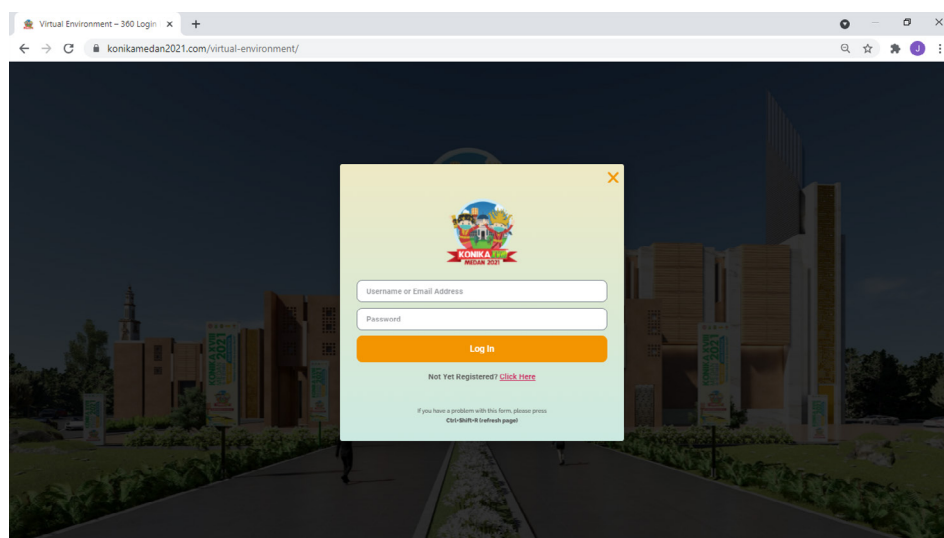 Virtual Environment – 360 Login
konikamedan2021.com/virtual-environment/
J
KONIKA XVIII
MEDAN 2021
Username or Email Address
Password
Log In
Not Yet Registered? Click Here
If you have a problem with this form, please press
Ctrl+Shift+R (refresh page)